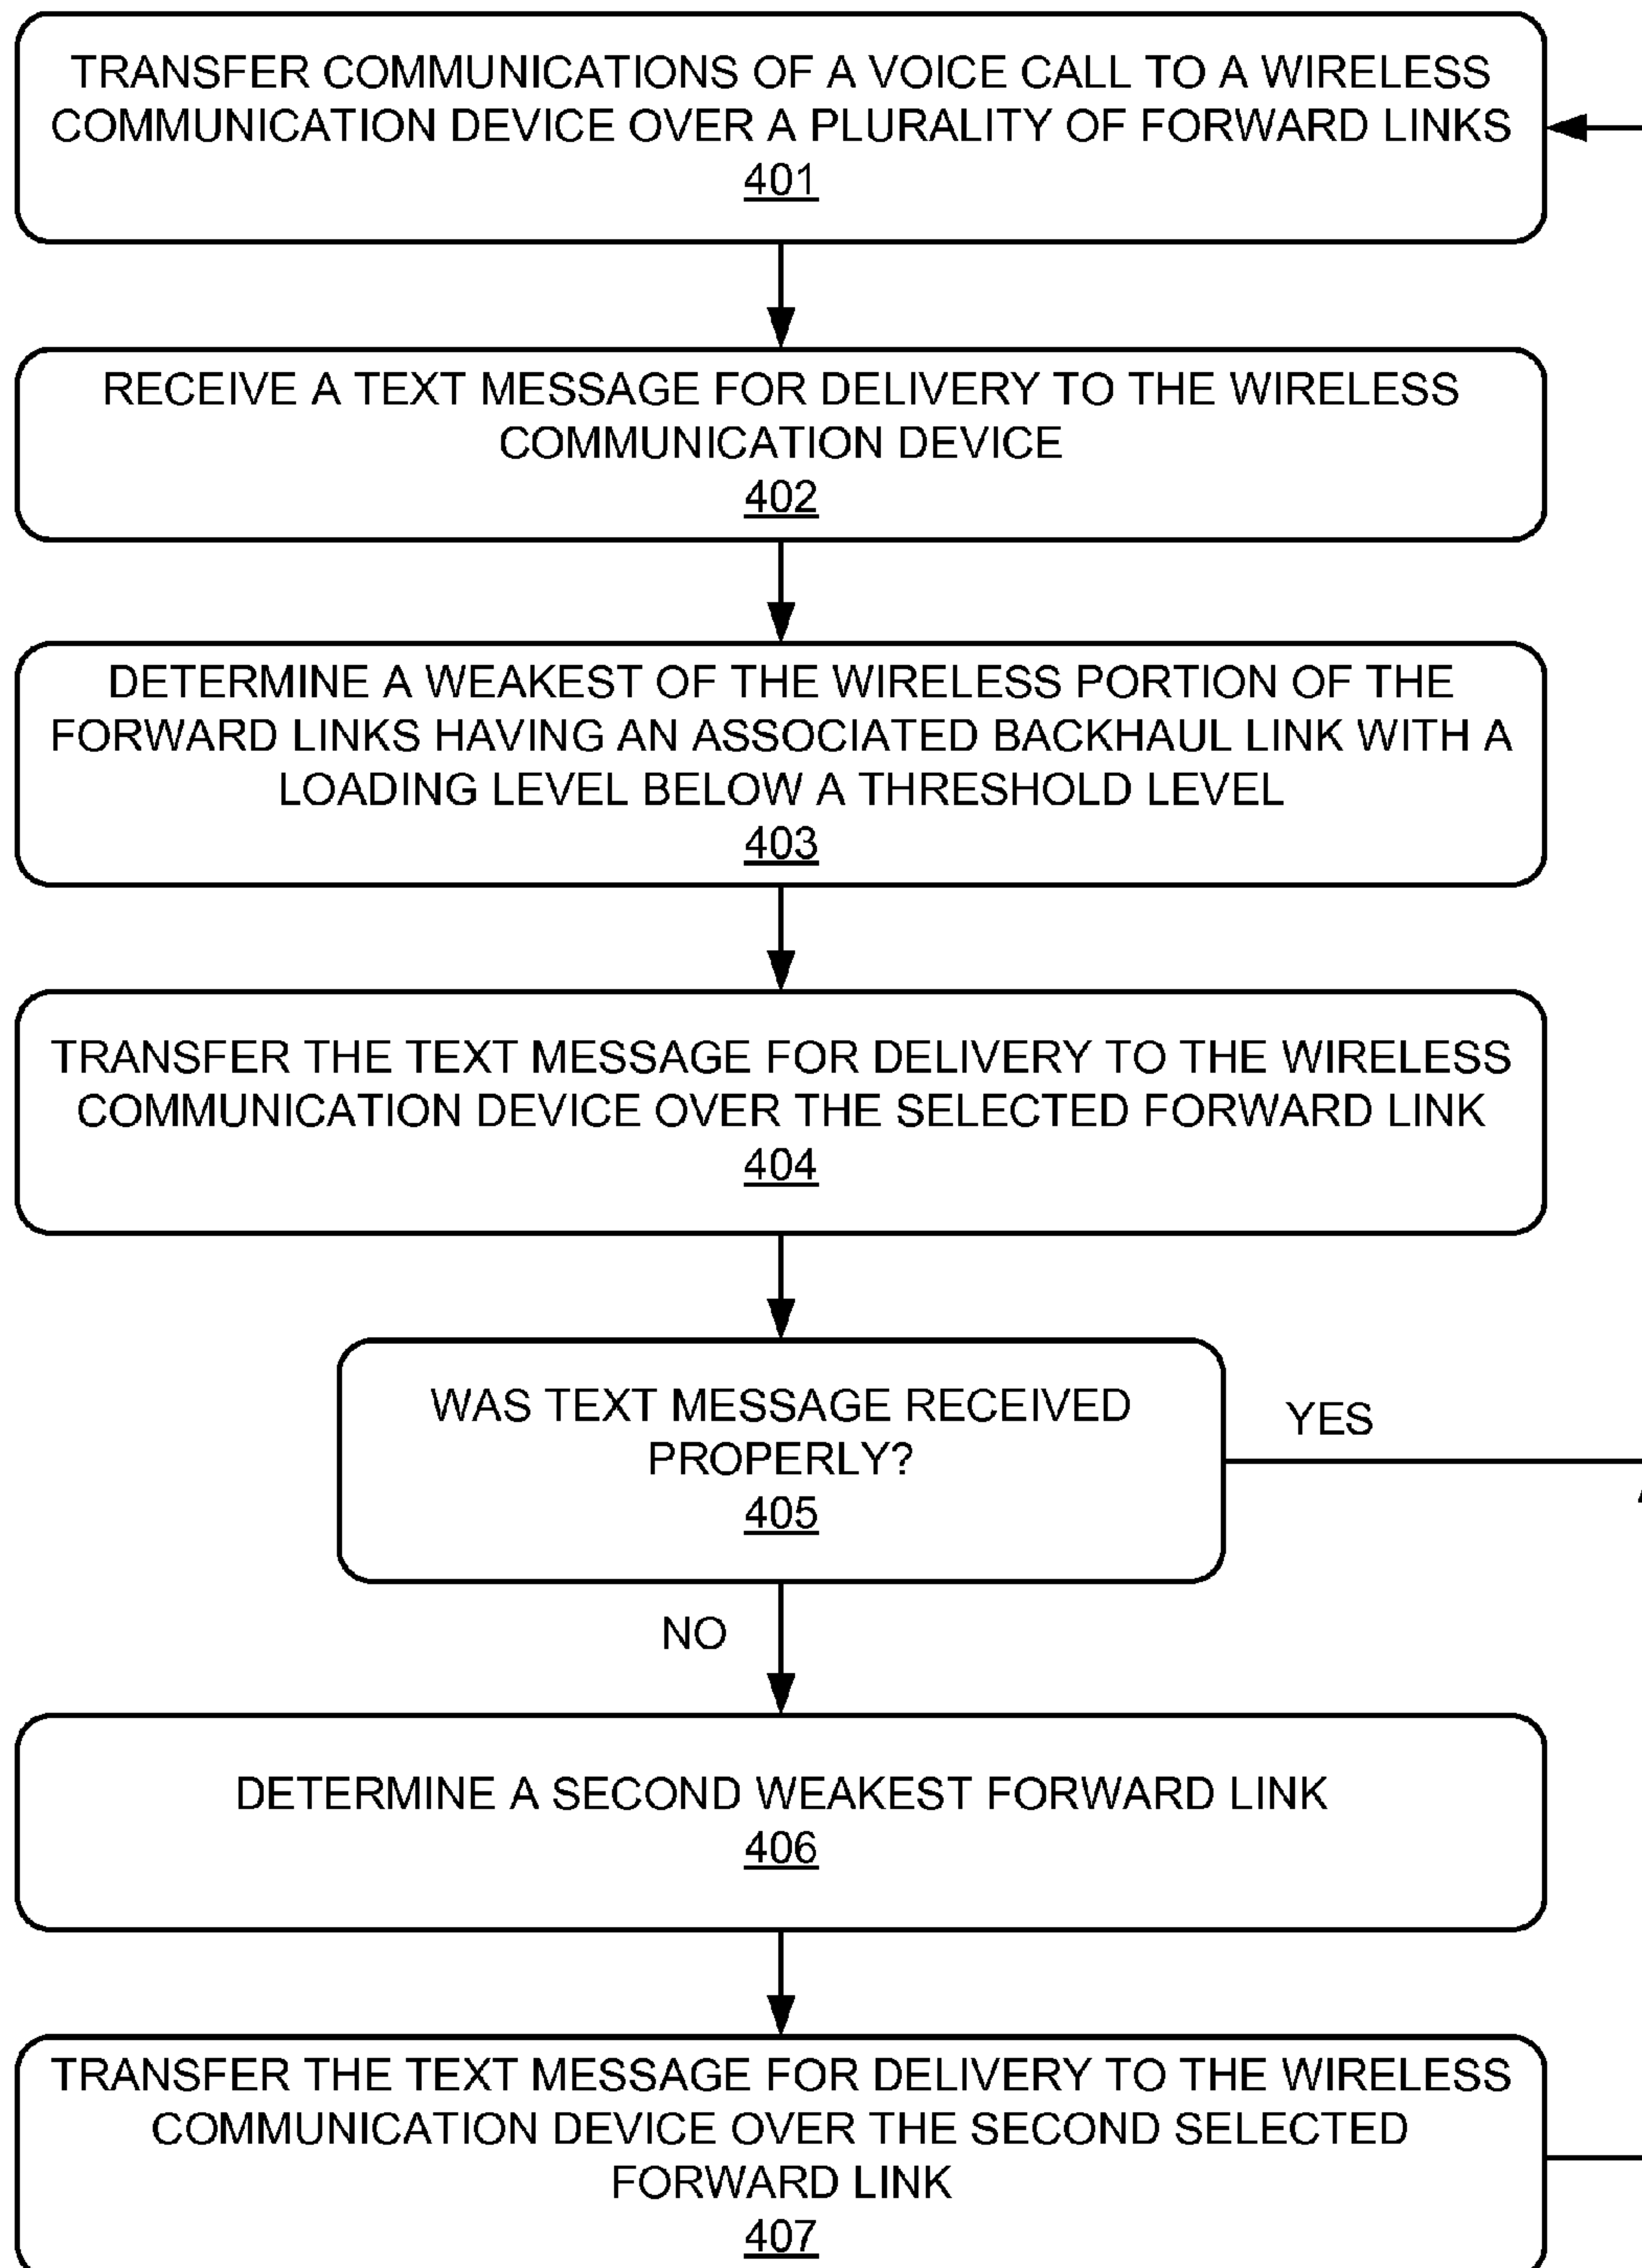 TRANSFER COMMUNICATIONS OF A VOICE CALL TO A WIRELESS
COMMUNICATION DEVICE OVER A PLURALITY OF FORWARD LINKS
401
RECEIVE A TEXT MESSAGE FOR DELIVERY TO THE WIRELESS
COMMUNICATION DEVICE
402
DETERMINE A WEAKEST OF THE WIRELESS PORTION OF THE
FORWARD LINKS HAVING AN ASSOCIATED BACKHAUL LINK WITH A
LOADING LEVEL BELOW A THRESHOLD LEVEL
403
TRANSFER THE TEXT MESSAGE FOR DELIVERY TO THE WIRELESS
COMMUNICATION DEVICE OVER THE SELECTED FORWARD LINK
404
WAS TEXT MESSAGE RECEIVED
PROPERLY?
405
YES
NO
DETERMINE A SECOND WEAKEST FORWARD LINK
406
TRANSFER THE TEXT MESSAGE FOR DELIVERY TO THE WIRELESS
COMMUNICATION DEVICE OVER THE SECOND SELECTED
FORWARD LINK
407